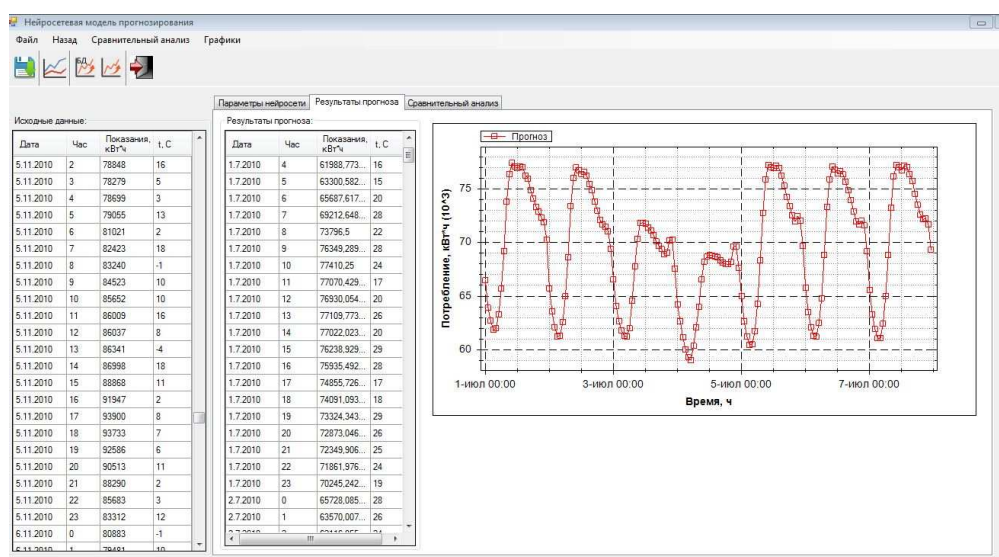 Нейросетевая модель прогнозирования
Файл Назад Сравнительный анализ Графики
БД
Параметры нейросети Результаты прогноза Сравнительный анализ
Исходные данные:
Дата Час Показания, кВт*ч t, C
5.11.2010 2 78848 16
5.11.2010 3 78279 5
5.11.2010 4 78699 3
5.11.2010 5 79055 13
5.11.2010 6 81021 2
5.11.2010 7 82423 18
5.11.2010 8 83240 -1
5.11.2010 9 84523 10
5.11.2010 10 85652 10
5.11.2010 11 86009 16
5.11.2010 12 86037 8
5.11.2010 13 86341 -4
5.11.2010 14 86998 18
5.11.2010 15 88868 11
5.11.2010 16 91947 2
5.11.2010 17 93900 8
5.11.2010 18 93733 7
5.11.2010 19 92586 6
5.11.2010 20 90513 11
5.11.2010 21 88290 2
5.11.2010 22 85683 3
5.11.2010 23 83312 12
6.11.2010 0 80883 -1
6.11.2010 1 79481 10
Результаты прогноза:
Дата Час Показания, кВт*ч t, C
1.7.2010 4 61988,773... 16
1.7.2010 5 63300,582... 15
1.7.2010 6 65687,617... 20
1.7.2010 7 69212,648... 28
1.7.2010 8 73796,5 22
1.7.2010 9 76349,289... 28
1.7.2010 10 77410,25 24
1.7.2010 11 77070,429... 17
1.7.2010 12 76930,054... 20
1.7.2010 13 77109,773... 26
1.7.2010 14 77022,023... 20
1.7.2010 15 76238,929... 29
1.7.2010 16 75935,492... 28
1.7.2010 17 74855,726... 17
1.7.2010 18 74091,093... 18
1.7.2010 19 73324,343... 29
1.7.2010 20 72873,046... 26
1.7.2010 21 72349,906... 25
1.7.2010 22 71861,976... 24
1.7.2010 23 70245,242... 19
2.7.2010 0 65728,085... 28
2.7.2010 1 63570,007... 26
Прогноз
Потребление, кВт*ч (10^3)
75
70
65
60
1-июл 00:00 3-июл 00:00 5-июл 00:00 7-июл 00:00
Время, ч